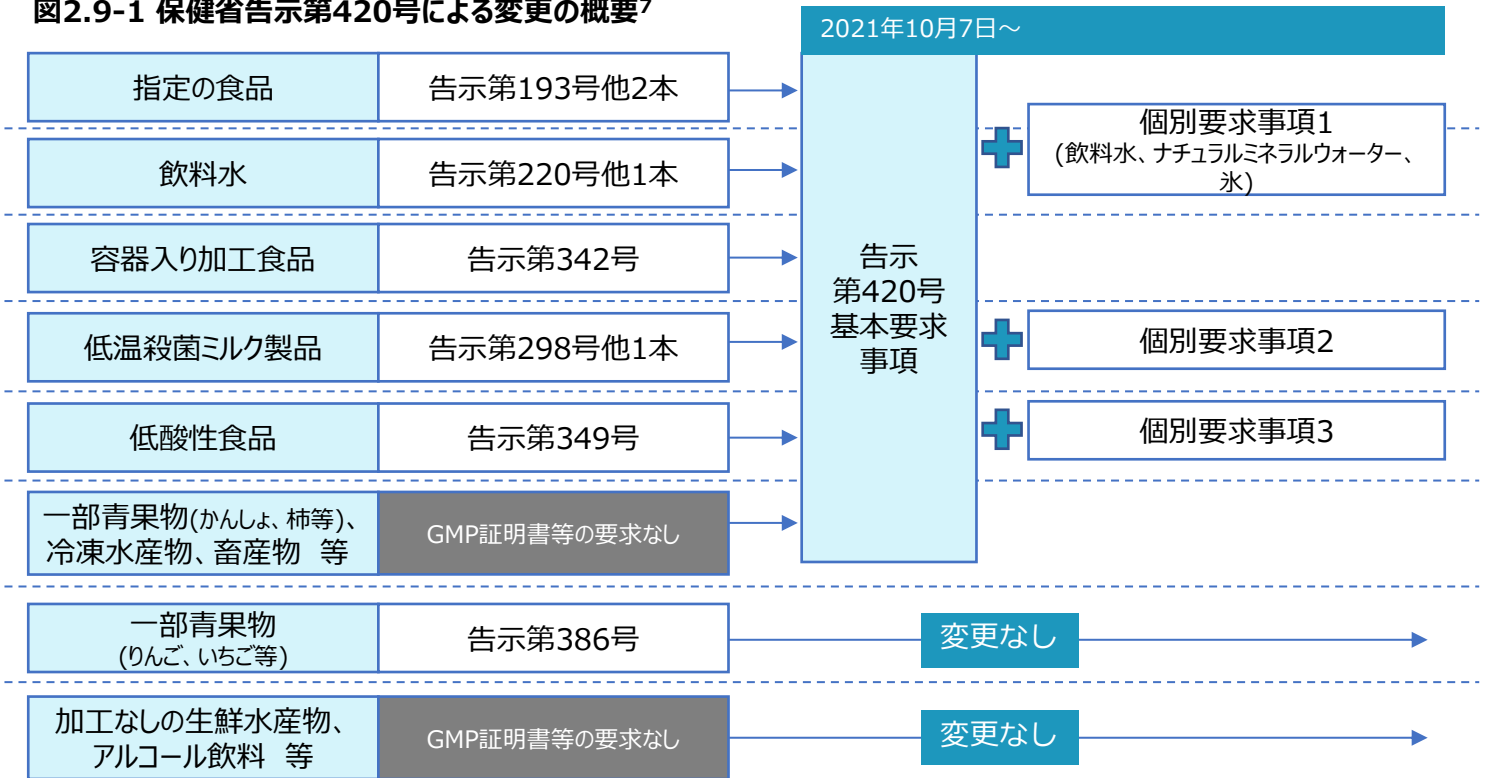 図2.9-1 保健省告示第420号による変更の概要⁷
2021年10月7日～
指定の食品
告示第193号他2本
飲料水
告示第220号他1本
個別要求事項1
(飲料水、ナチュラルミネラルウォーター、
氷)
容器入り加工食品
告示第342号
告示
第420号
基本要求
事項
低温殺菌ミルク製品
告示第298号他1本
個別要求事項2
低酸性食品
告示第349号
個別要求事項3
一部青果物(かんしょ、柿等)、
冷凍水産物、畜産物 等
GMP証明書等の要求なし
一部青果物
(りんご、いちご等)
告示第386号
変更なし
加工なしの生鮮水産物、
アルコール飲料 等
GMP証明書等の要求なし
変更なし